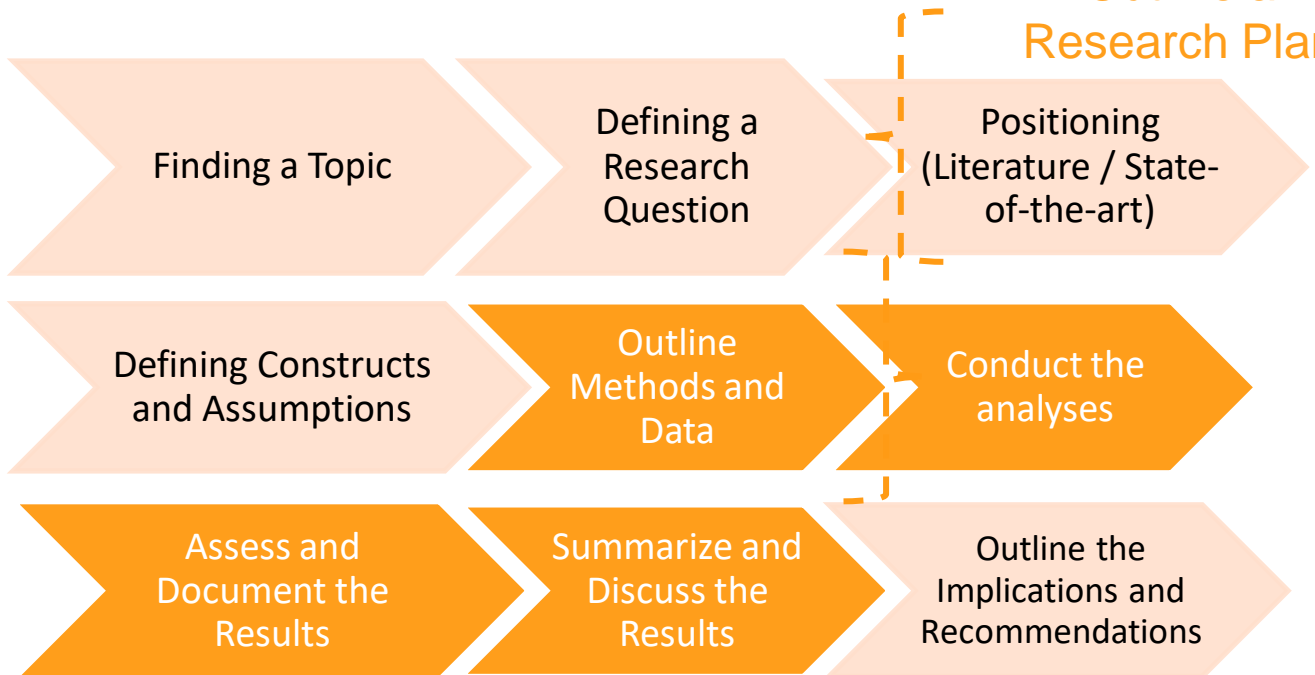 Research Plan
Finding a Topic
Defining a
Research
Question
Positioning
(Literature / State-
of-the-art)
Defining Constructs
and Assumptions
Outline
Methods and
Data
Conduct the
analyses
Assess and
Document the
Results
Summarize and
Discuss the
Results
Outline the
Implications and
Recommendations